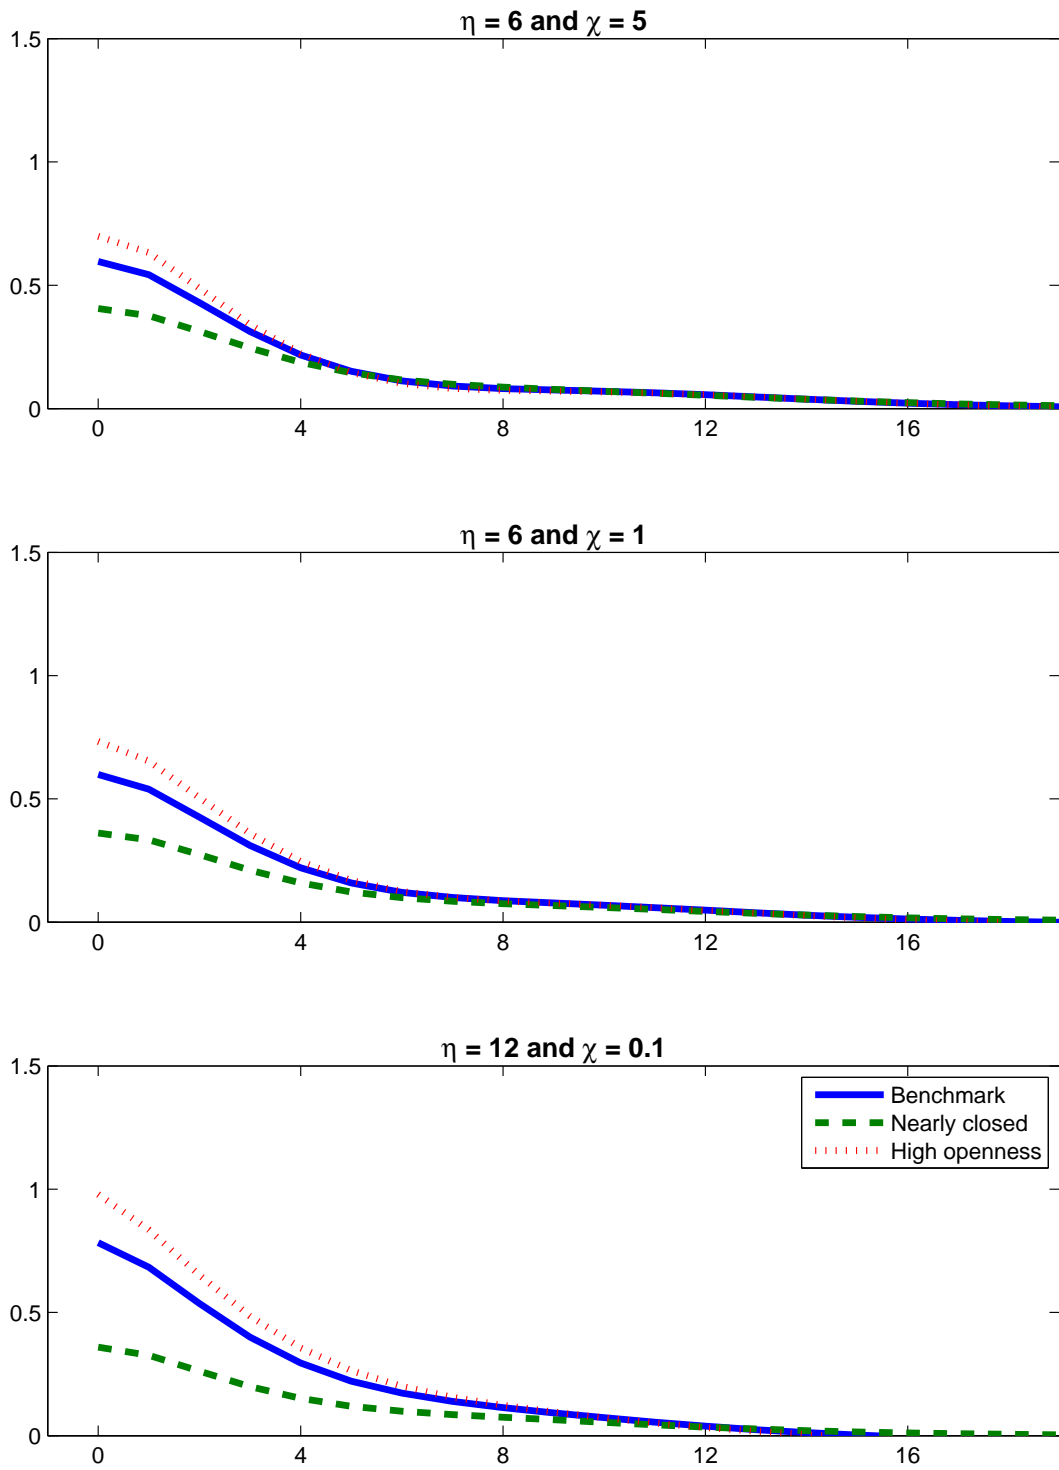 η = 6 and χ = 5
1.5
1
0.5
0
0 4 8 12 16
η = 6 and χ = 1
1.5
1
0.5
0
0 4 8 12 16
η = 12 and χ = 0.1
1.5
Benchmark
Nearly closed
High openness
1
0.5
0
0 4 8 12 16